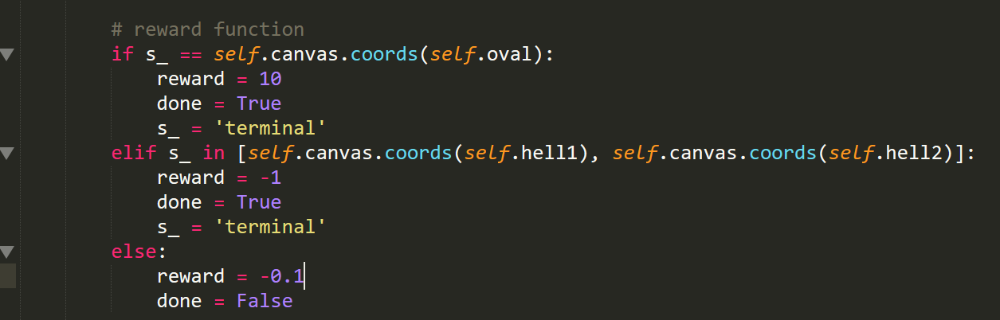 # reward function
if s_ == self.canvas.coords(self.oval):
    reward = 10
    done = True
    s_ = 'terminal'
elif s_ in [self.canvas.coords(self.hell1), self.canvas.coords(self.hell2)]:
    reward = -1
    done = True
    s_ = 'terminal'
else:
    reward = -0.1
    done = False